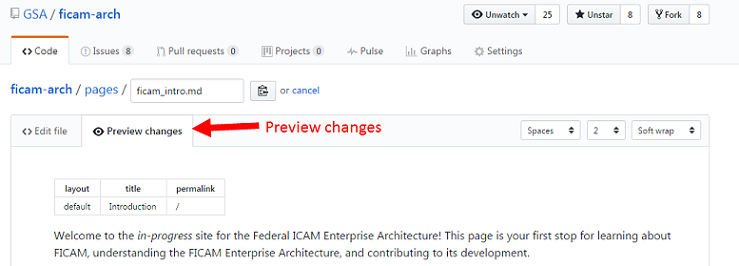 GSA / ficam-arch Unwatch 25 Unstar 8 Fork 8
Code Issues 8 Pull requests 0 Projects 0 Pulse Graphs Settings
ficam-arch / pages / ficam_intro.md or cancel
<> Edit file Preview changes Preview changes Spaces 2 Soft wrap
layout title permalink
default Introduction /
Welcome to the in-progress site for the Federal ICAM Enterprise Architecture! This page is your first stop for learning about
FICAM, understanding the FICAM Enterprise Architecture, and contributing to its development.